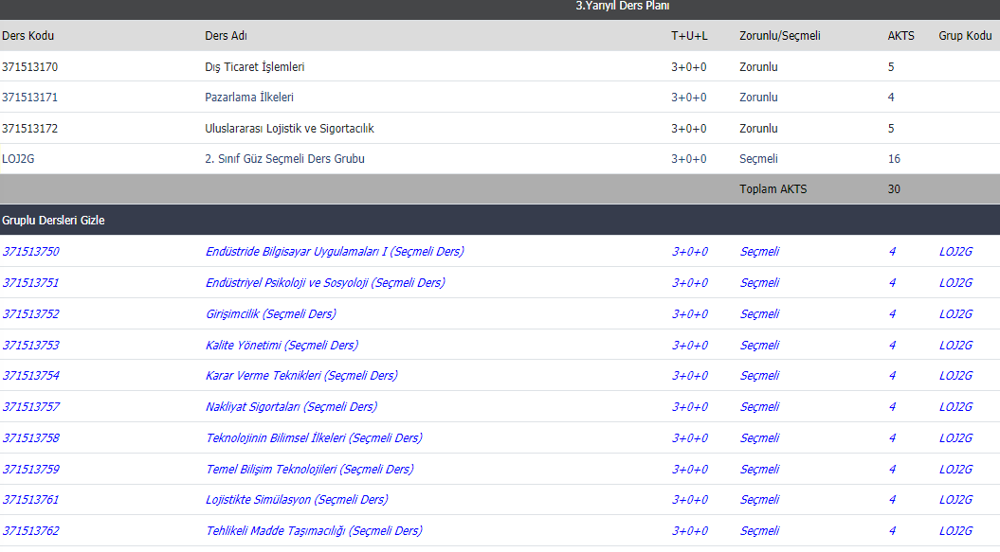 3.Yarıyıl Ders Planı
Ders Kodu Ders Adı T+U+L Zorunlu/Seçmeli AKTS Grup Kodu
371513170 Dış Ticaret İşlemleri 3+0+0 Zorunlu 5
371513171 Pazarlama İlkeleri 3+0+0 Zorunlu 4
371513172 Uluslararası Lojistik ve Sigortacılık 3+0+0 Zorunlu 5
LOJ2G 2. Sınıf Güz Seçmeli Ders Grubu 3+0+0 Seçmeli 16
Toplam AKTS 30
Gruplu Dersleri Gizle
371513750 Endüstride Bilgisayar Uygulamaları I (Seçmeli Ders) 3+0+0 Seçmeli 4 LOJ2G
371513751 Endüstriyel Psikoloji ve Sosyoloji (Seçmeli Ders) 3+0+0 Seçmeli 4 LOJ2G
371513752 Girişimcilik (Seçmeli Ders) 3+0+0 Seçmeli 4 LOJ2G
371513753 Kalite Yönetimi (Seçmeli Ders) 3+0+0 Seçmeli 4 LOJ2G
371513754 Karar Verme Teknikleri (Seçmeli Ders) 3+0+0 Seçmeli 4 LOJ2G
371513757 Nakliyat Sigortaları (Seçmeli Ders) 3+0+0 Seçmeli 4 LOJ2G
371513758 Teknolojinin Bilimsel İlkeleri (Seçmeli Ders) 3+0+0 Seçmeli 4 LOJ2G
371513759 Temel Bilişim Teknolojileri (Seçmeli Ders) 3+0+0 Seçmeli 4 LOJ2G
371513761 Lojistikte Simülasyon (Seçmeli Ders) 3+0+0 Seçmeli 4 LOJ2G
371513762 Tehlikeli Madde Taşımacılığı (Seçmeli Ders) 3+0+0 Seçmeli 4 LOJ2G